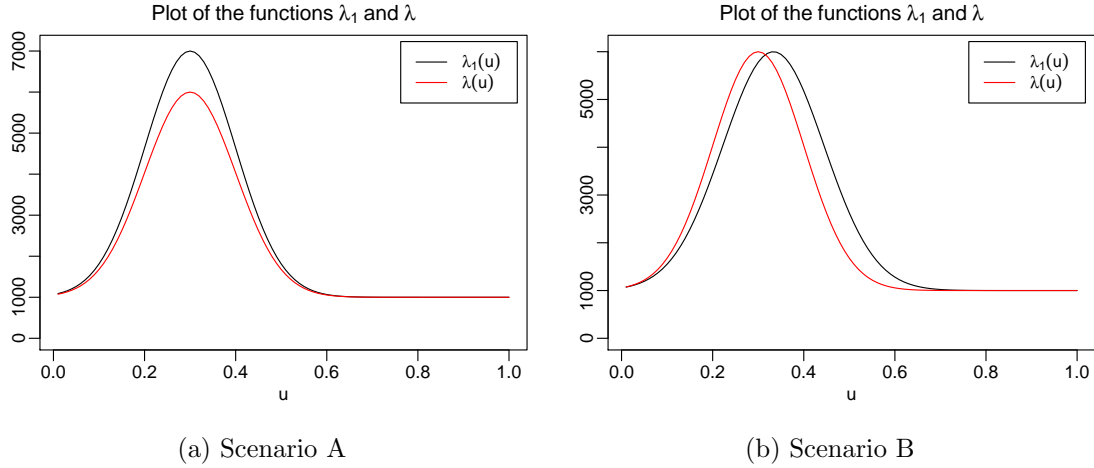 Plot of the functions λ₁ and λ
λ₁(u)
λ(u)
7000
5000
3000
1000
0
0.0 0.2 0.4 0.6 0.8 1.0
u
(a) Scenario A
Plot of the functions λ₁ and λ
λ₁(u)
λ(u)
5000
3000
1000
0
0.0 0.2 0.4 0.6 0.8 1.0
u
(b) Scenario B